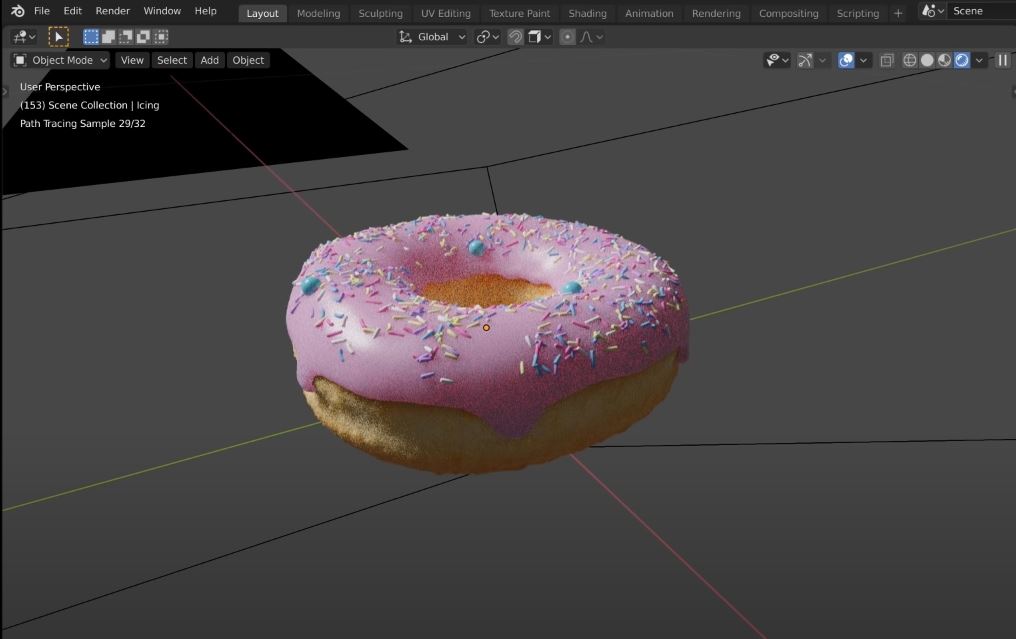 File Edit Render Window Help Layout Modeling Sculpting UV Editing Texture Paint Shading Animation Rendering Compositing Scripting + Scene
Global
Object Mode View Select Add Object
User Perspective
(153) Scene Collection | Icing
Path Tracing Sample 29/32